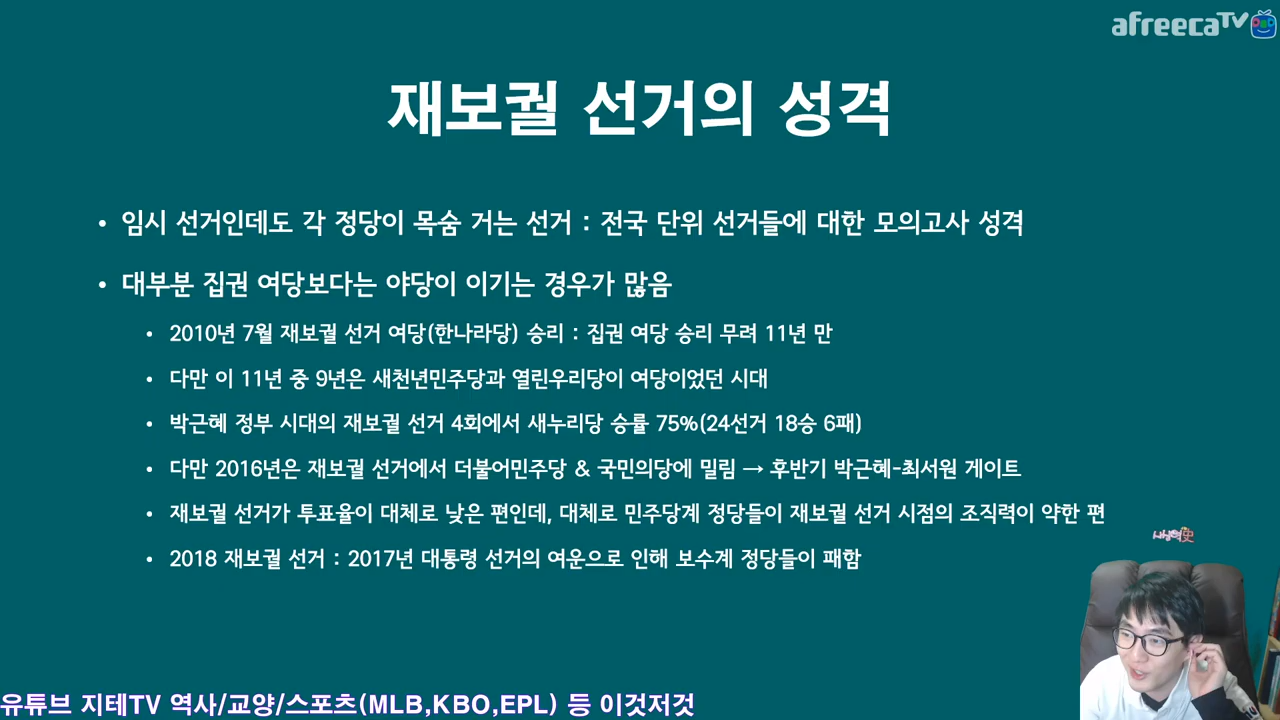 afreecaTV
재보궐 선거의 성격
• 임시 선거인데도 각 정당이 목숨 거는 선거 : 전국 단위 선거들에 대한 모의고사 성격
• 대부분 집권 여당보다는 야당이 이기는 경우가 많음
• 2010년 7월 재보궐 선거 여당(한나라당) 승리 : 집권 여당 승리 무려 11년 만
• 다만 이 11년 중 9년은 새천년민주당과 열린우리당이 여당이었던 시대
• 박근혜 정부 시대의 재보궐 선거 4회에서 새누리당 승률 75%(24선거 18승 6패)
• 다만 2016년은 재보궐 선거에서 더불어민주당 & 국민의당에 밀림 → 후반기 박근혜-최서원 게이트
• 재보궐 선거가 투표율이 대체로 낮은 편인데, 대체로 민주당계 정당들이 재보궐 선거 시점의 조직력이 약한 편
• 2018 재보궐 선거 : 2017년 대통령 선거의 여운으로 인해 보수계 정당들이 패함
유튜브 지테TV 역사/교양/스포츠(MLB,KBO,EPL) 등 이것저것